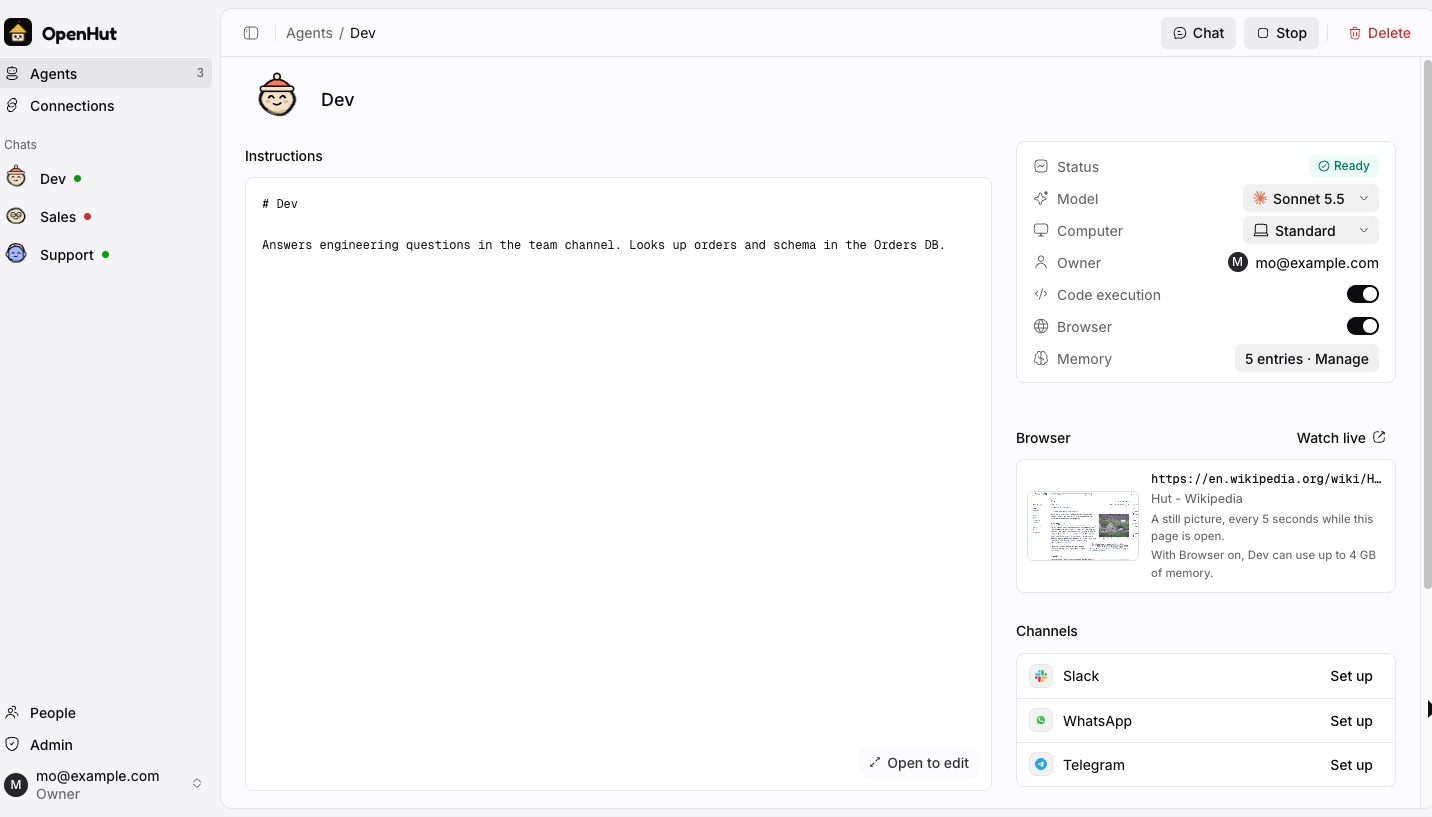 OpenHut
Agents 3
Connections
Chats
Dev
Sales
Support
People
Admin
M
mo@example.com
Owner
Agents / Dev
Chat
Stop
Delete
Dev
Instructions
# Dev
Answers engineering questions in the team channel. Looks up orders and schema in the Orders DB.
Open to edit
Status Ready
Model Sonnet 5.5
Computer Standard
Owner M mo@example.com
Code execution
Browser
Memory 5 entries · Manage
Browser Watch live
https://en.wikipedia.org/wiki/H…
Hut - Wikipedia
A still picture, every 5 seconds while this
page is open.
With Browser on, Dev can use up to 4 GB
of memory.
Channels
Slack Set up
WhatsApp Set up
Telegram Set up